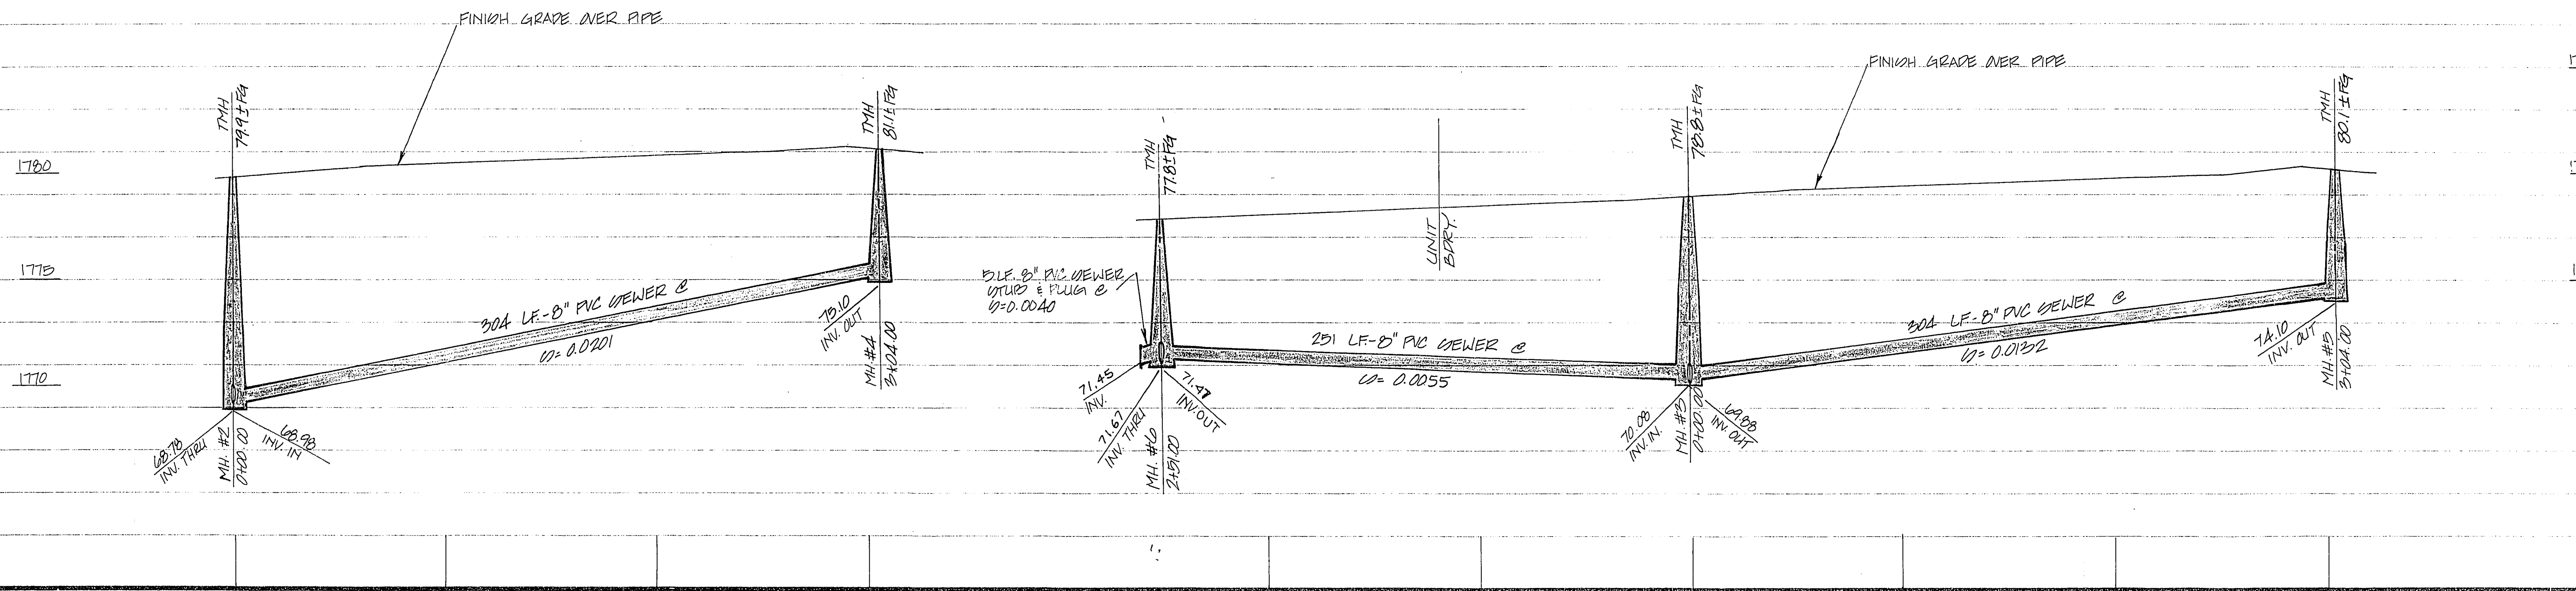 FINISH GRADE OVER PIPE
FINISH GRADE OVER PIPE
TMH
79.9± FG
TMH
81.1± FG
TMH
77.8± FG
UNIT
BDRY.
TMH
78.8± FG
TMH
80.1± FG
1780
1775
1770
304 LF.-8" PVC SEWER @
S= 0.0201
75.10
INV. OUT
MH. #4
3+04.00
68.78
INV. THRU
MH. #2
0+00.00
68.98
INV. IN
5 LF.-8" PVC SEWER
STUB & PLUG @
S=0.0040
251 LF-8" PVC SEWER @
S= 0.0055
71.45
INV.
71.67
INV. THRU
MH. #6
2+51.00
71.47
INV. OUT
70.08
INV. IN.
MH. #3
0+00.00
69.88
INV. OUT
304 LF-8" PVC SEWER @
S= 0.0132
74.10
INV. OUT
MH. #5
3+04.00